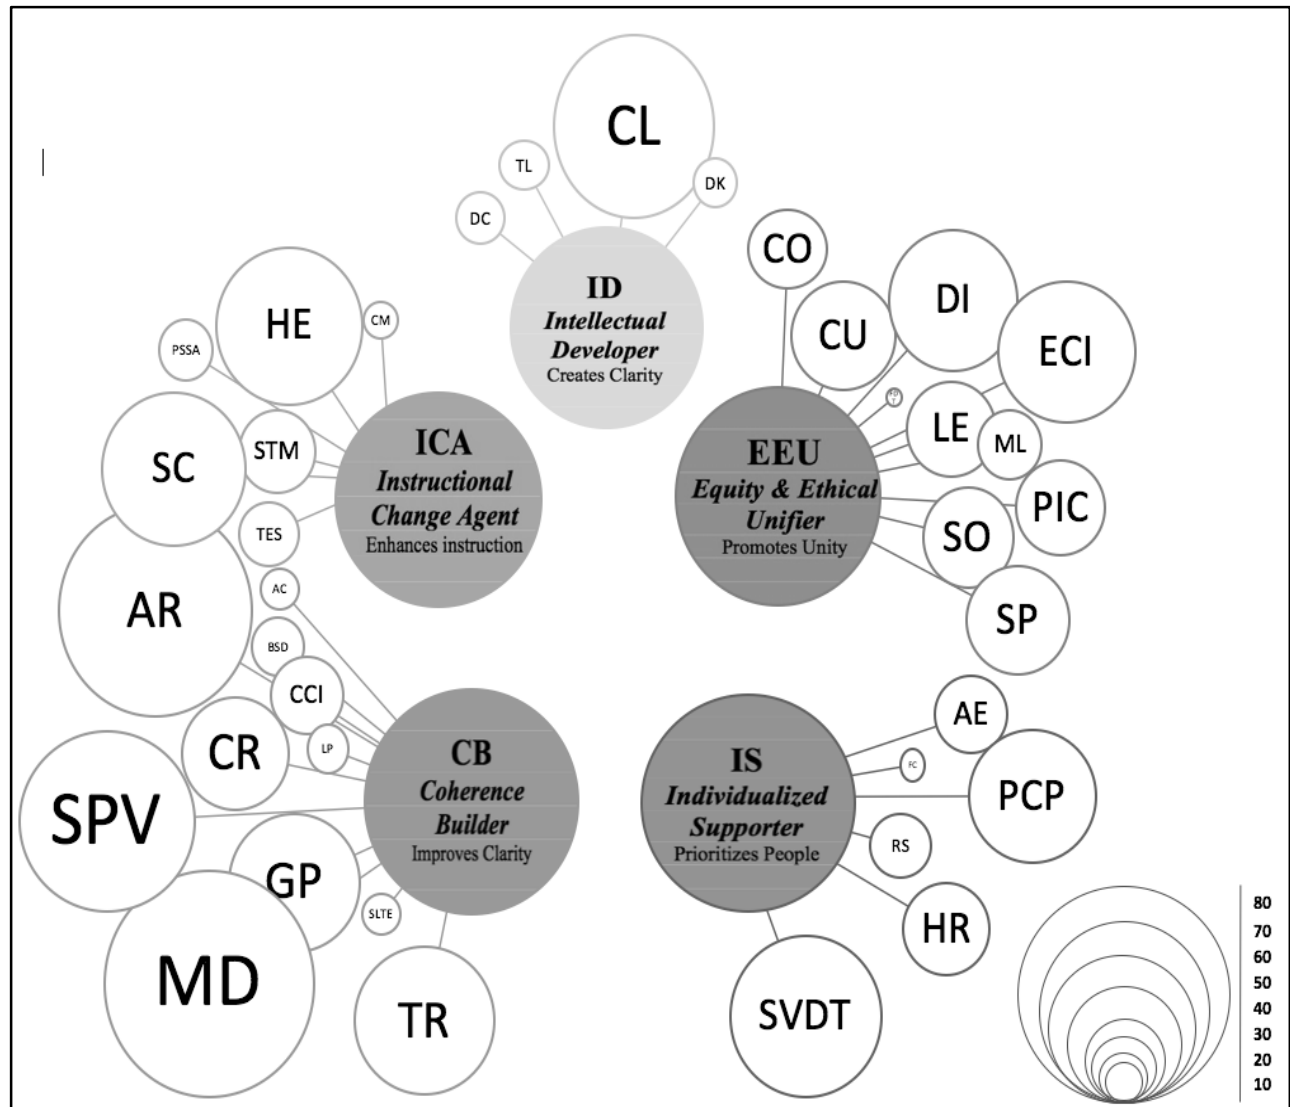 CL
TL
DK
DC
ID
Intellectual
Developer
Creates Clarity
CO
DI
CU
ECI
HE
CM
PSSA
SC
STM
ICA
Instructional
Change Agent
Enhances instruction
EEU
Equity & Ethical
Unifier
Promotes Unity
LE
ML
PIC
SO
SP
TES
AR
AC
BSD
CCI
CR
LP
SPV
CB
Coherence
Builder
Improves Clarity
GP
SLTE
MD
TR
IS
Individualized
Supporter
Prioritizes People
AE
FC
PCP
RS
HR
SVDT
80
70
60
50
40
30
20
10